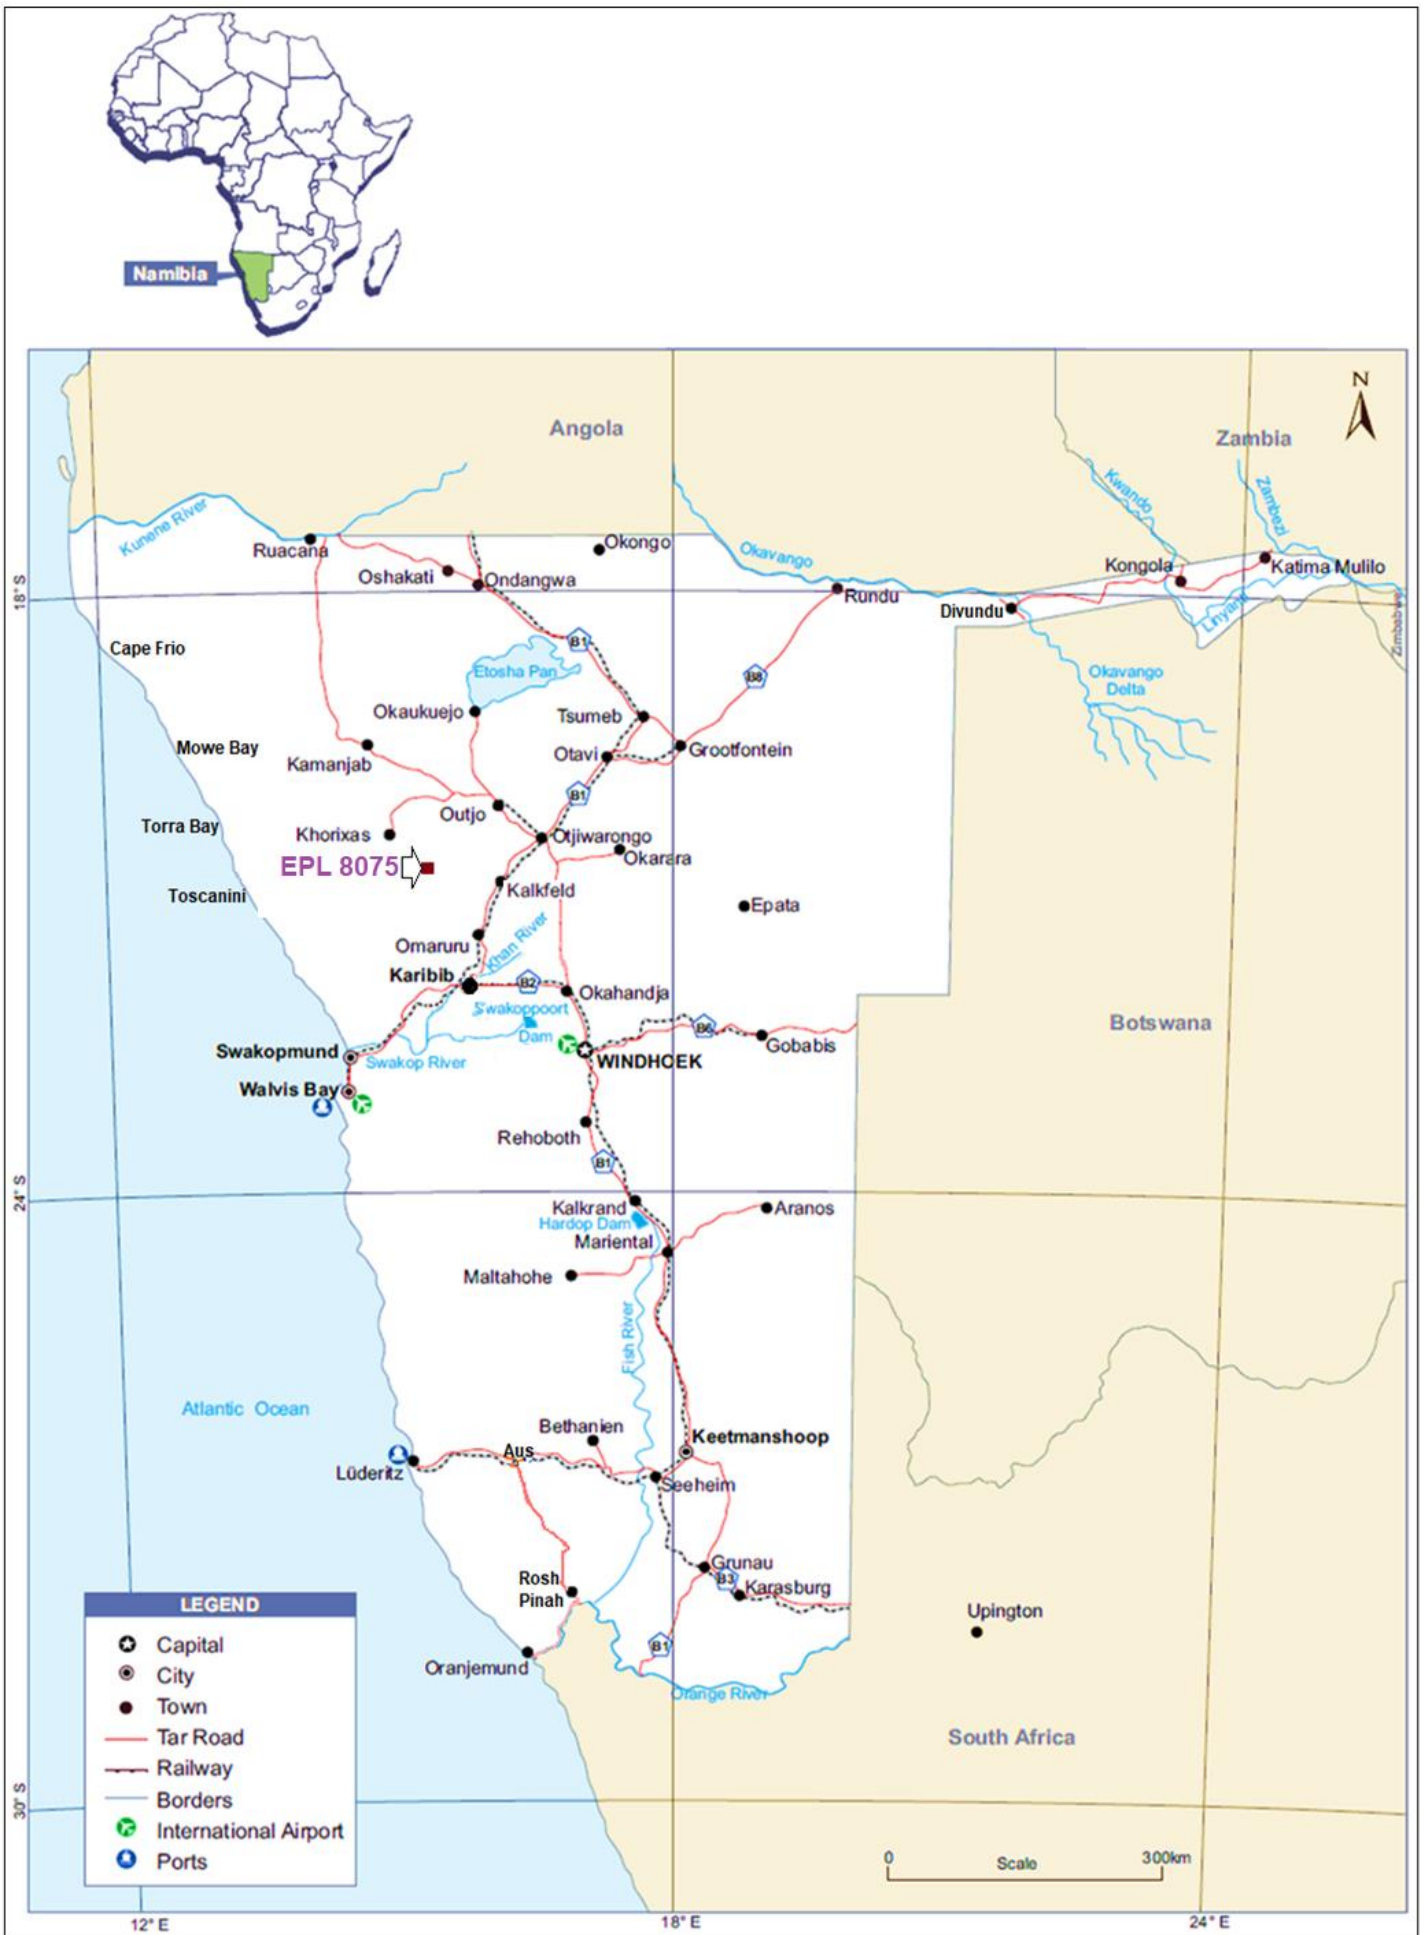 Namibia
N
Angola
Zambia
Kwando
Zambezi
Kunene River
Ruacana
Okongo
Okavango
Oshakati
Ondangwa
Kongola
Katima Mulilo
18° S
Rundu
Divundu
Linyani
Zimbabwe
Cape Frio
B1
Etosha Pan
B8
Okavango
Delta
Okaukuejo
Tsumeb
Mowe Bay
Kamanjab
Otavi
Grootfontein
B1
Outjo
Torra Bay
Khorixas
Otjiwarongo
EPL 8075
Okarara
Toscanini
Kalkfeld
Epata
Omaruru
Khan River
Karibib
B2
Okahandja
Swakoppoort
Dam
B6
Botswana
Swakopmund
Swakop River
WINDHOEK
Gobabis
Walvis Bay
Rehoboth
B1
24° S
Kalkrand
Aranos
Hardop Dam
Mariental
Maltahohe
Fish River
Atlantic Ocean
Bethanien
Keetmanshoop
Aus
Lüderitz
Seeheim
Grunau
B3
Karasburg
Rosh
Pinah
Upington
B1
Oranjemund
Orange River
South Africa
LEGEND
Capital
City
Town
Tar Road
Railway
Borders
International Airport
Ports
30° S
0
Scale
300km
12° E
18° E
24° E